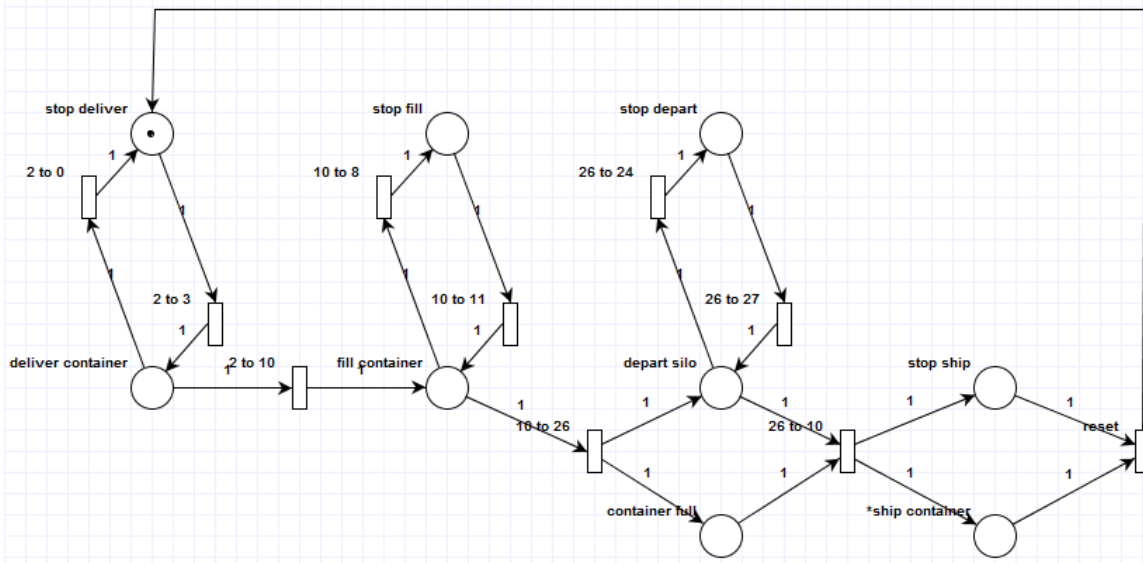 stop deliver
stop fill
stop depart
1
1
1
2 to 0
10 to 8
26 to 24
1
1
1
1
1
1
2 to 3
10 to 11
26 to 27
1
1
1
deliver container
1
2 to 10
1
fill container
depart silo
stop ship
1
1
1
1
1
10 to 26
26 to 10
reset
1
1
1
1
container full
*ship container